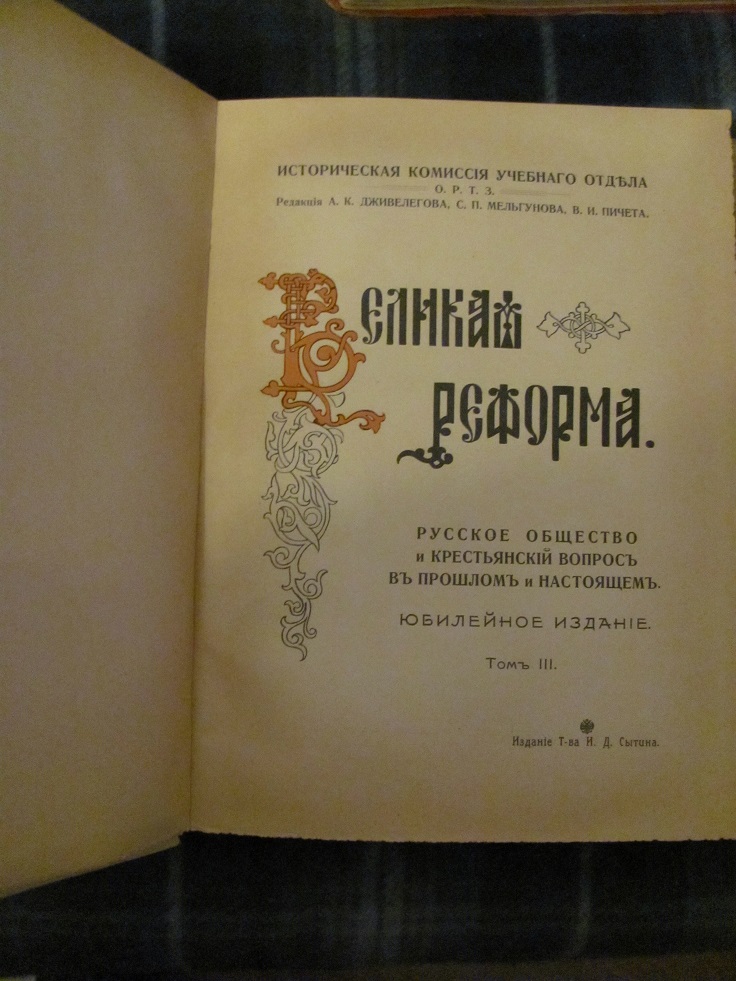 ИСТОРИЧЕСКАЯ КОМИССІЯ УЧЕБНАГО ОТДѢЛА
О. Р. Т. З.
Редакція А. К. ДЖИВЕЛЕГОВА, С. П. МЕЛЬГУНОВА, В. И. ПИЧЕТА.
ВЕЛИКАЯ
РЕФОРМА.
РУССКОЕ ОБЩЕСТВО
и КРЕСТЬЯНСКІЙ ВОПРОСЪ
ВЪ ПРОШЛОМЪ и НАСТОЯЩЕМЪ.
ЮБИЛЕЙНОЕ ИЗДАНІЕ.
Томъ III.
Изданіе Т-ва И. Д. Сытина.